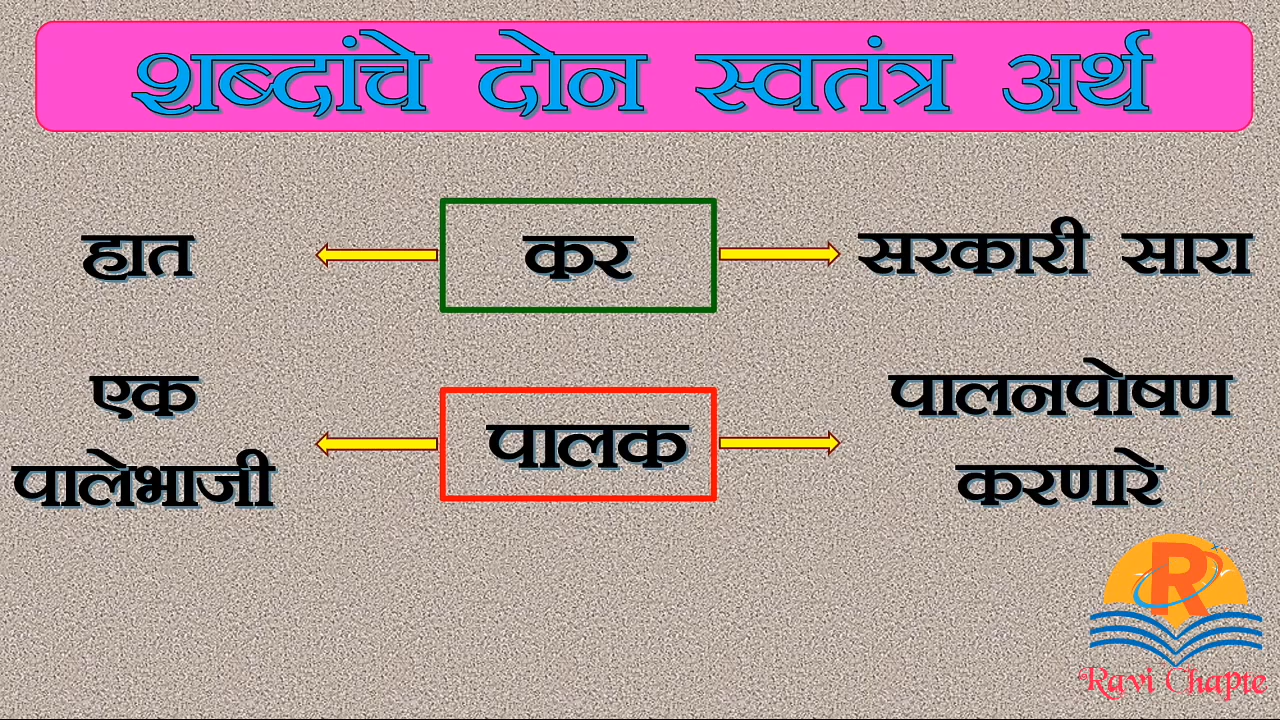 शब्दांचे दोन स्वतंत्र अर्थ
हात कर सरकारी सारा
एक
पालेभाजी
पालक
पालनपोषण
करणारे
R
Ravi Chapte